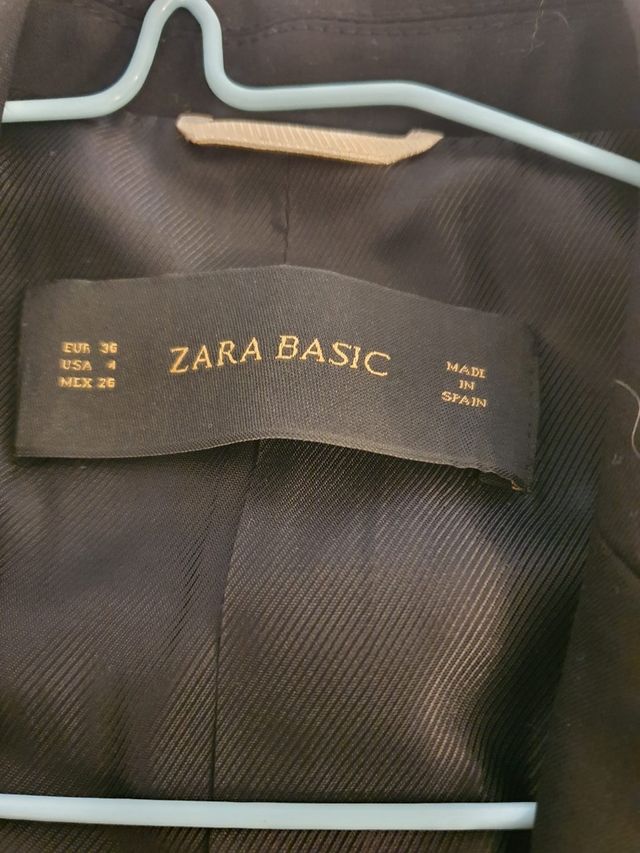 EUR 36
USA 4
MEX 26
ZARA BASIC
MADE
IN
SPAIN